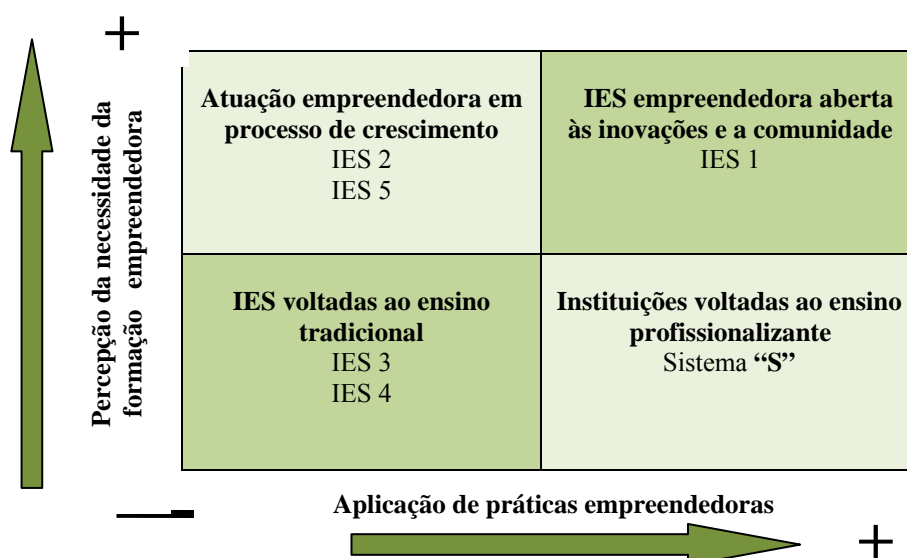 +
Percepção da necessidade da
formação empreendedora
Atuação empreendedora em
processo de crescimento
IES 2
IES 5
IES empreendedora aberta
às inovações e a comunidade
IES 1
IES voltadas ao ensino
tradicional
IES 3
IES 4
Instituições voltadas ao ensino
profissionalizante
Sistema “S”
Aplicação de práticas empreendedoras
+